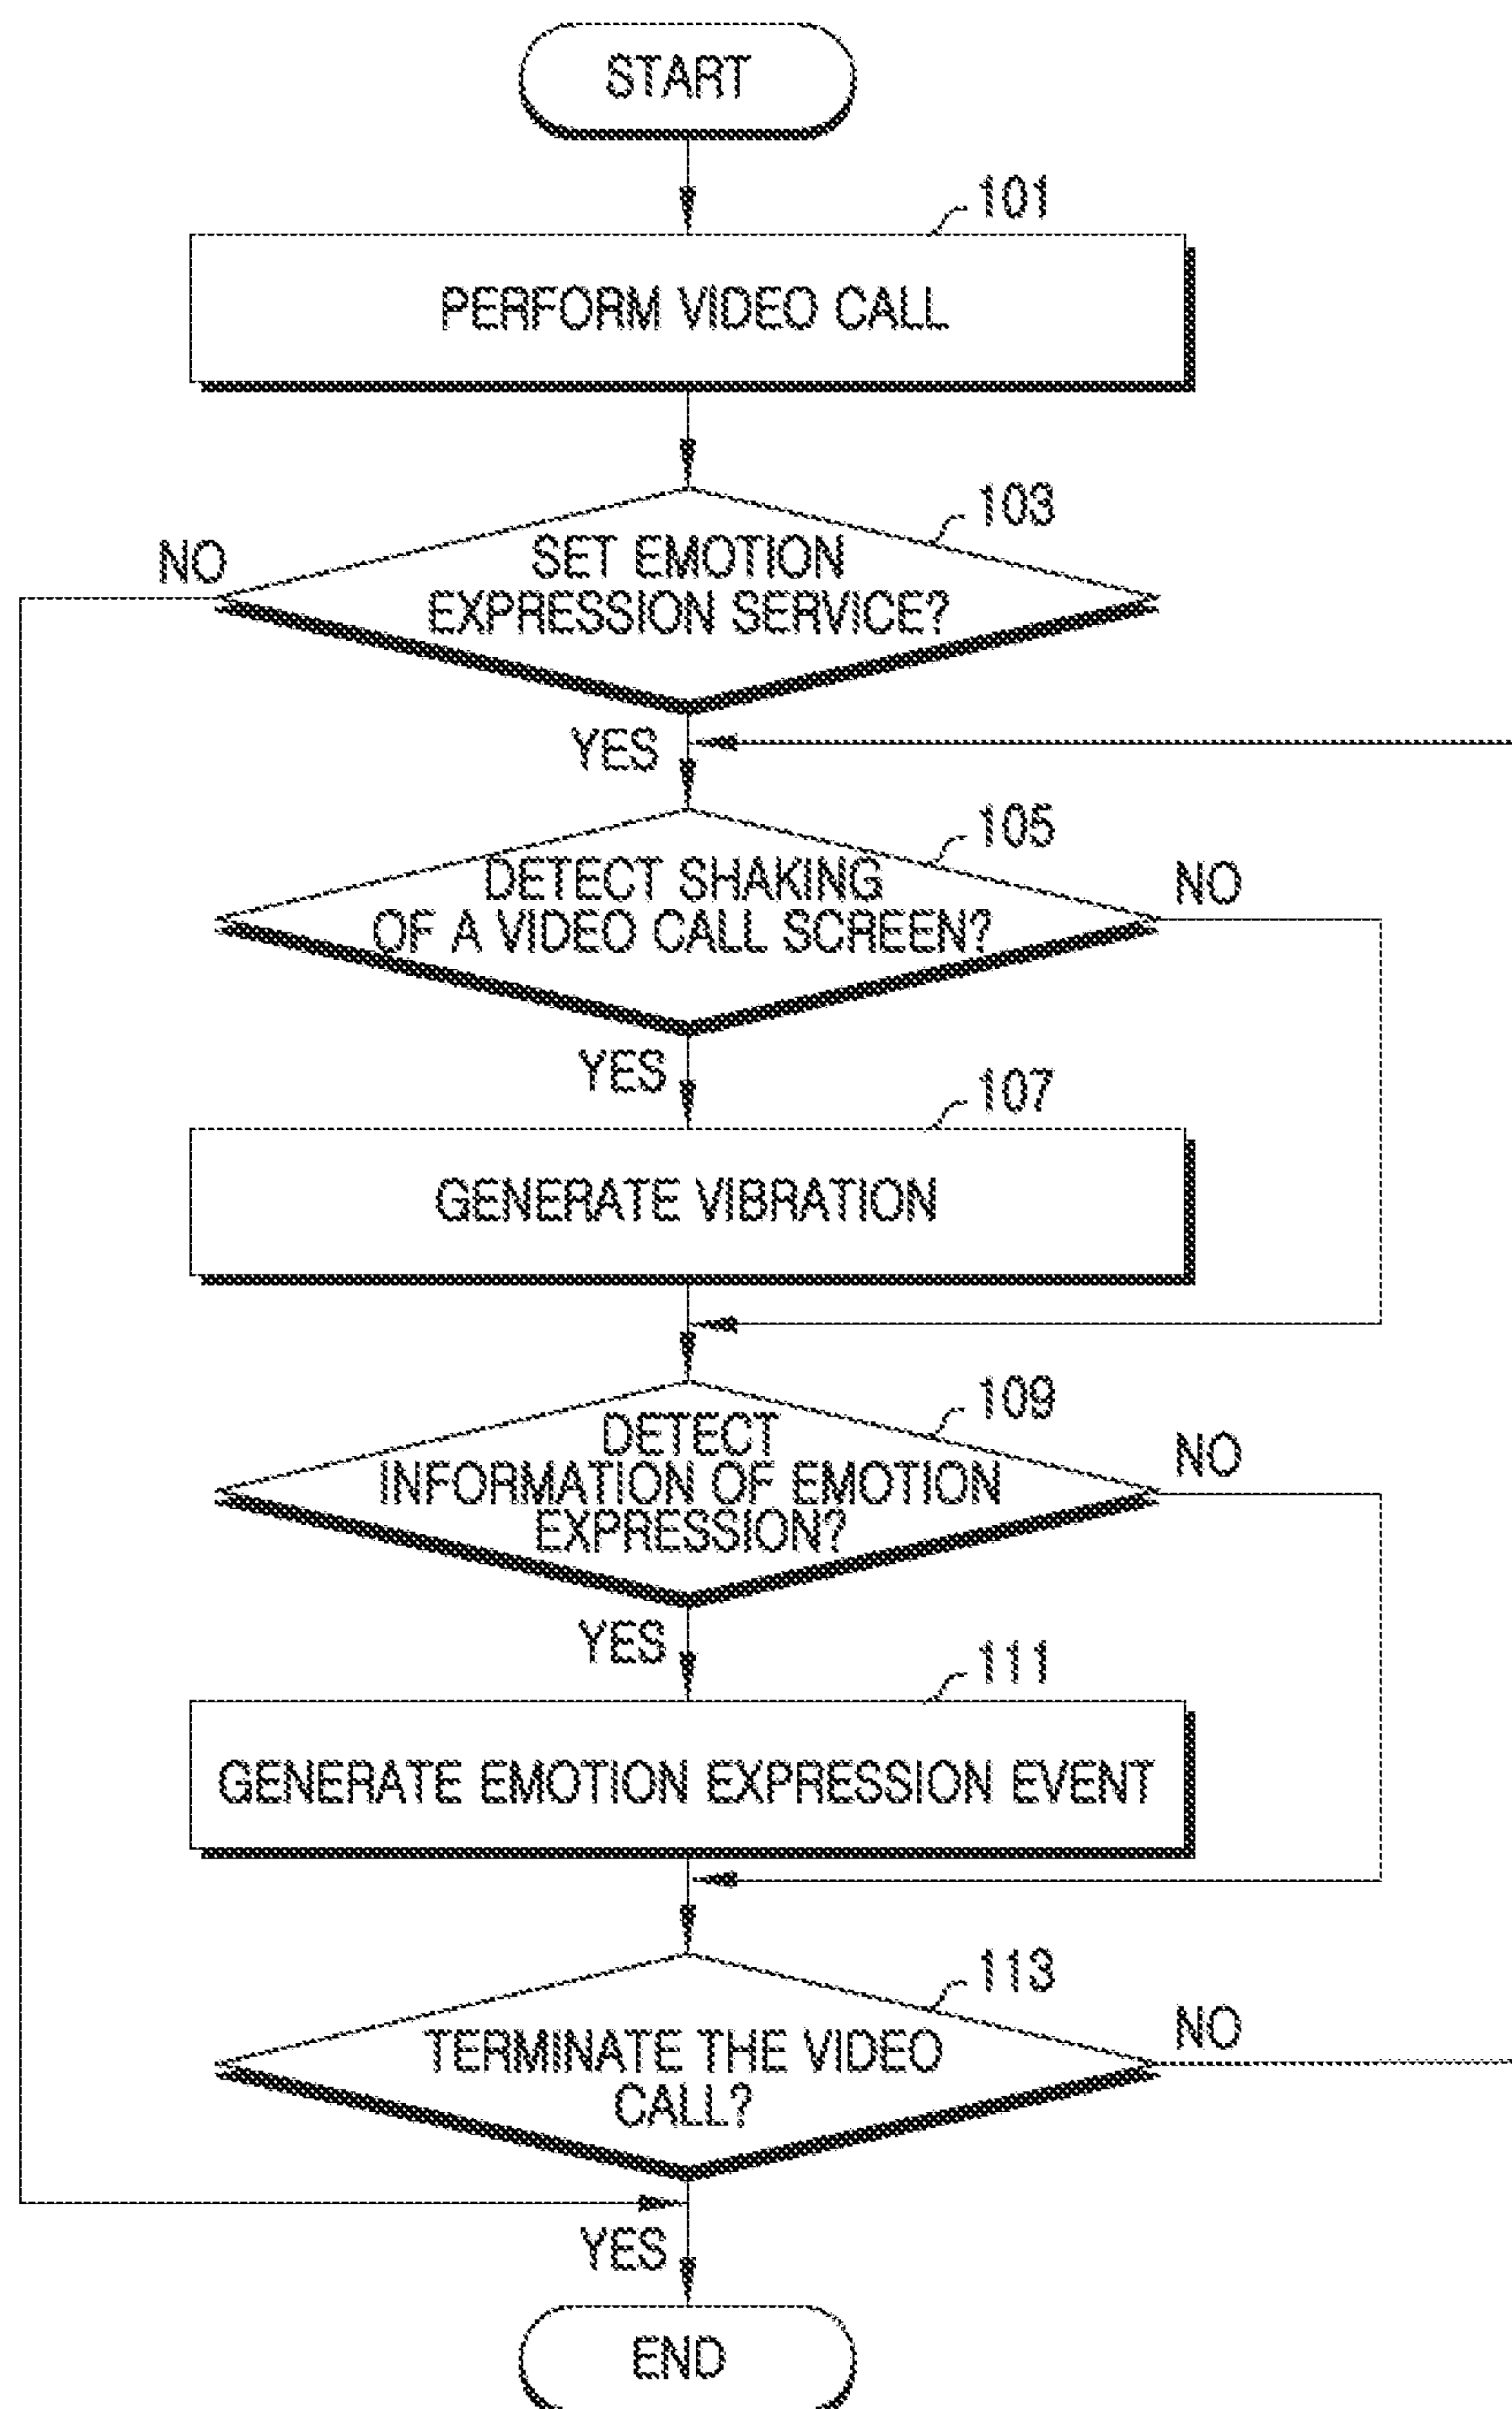 START
101
PERFORM VIDEO CALL
103
NO
SET EMOTION
EXPRESSION SERVICE?
YES
105
DETECT SHAKING
OF A VIDEO CALL SCREEN?
NO
YES
107
GENERATE VIBRATION
109
DETECT
INFORMATION OF EMOTION
EXPRESSION?
NO
YES
111
GENERATE EMOTION EXPRESSION EVENT
113
TERMINATE THE VIDEO
CALL?
NO
YES
END